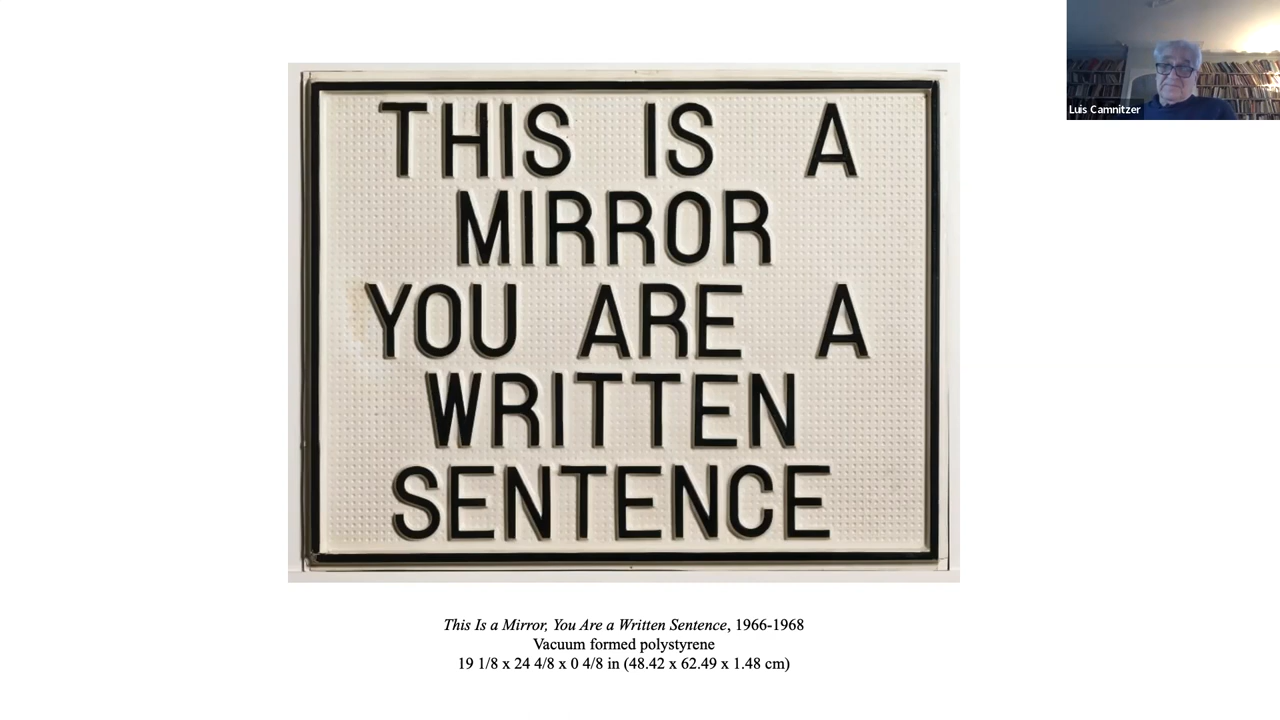 THIS IS A
MIRROR
YOU ARE A
WRITTEN
SENTENCE
This Is a Mirror, You Are a Written Sentence, 1966-1968
Vacuum formed polystyrene
19 1/8 x 24 4/8 x 0 4/8 in (48.42 x 62.49 x 1.48 cm)
Luis Camnitzer